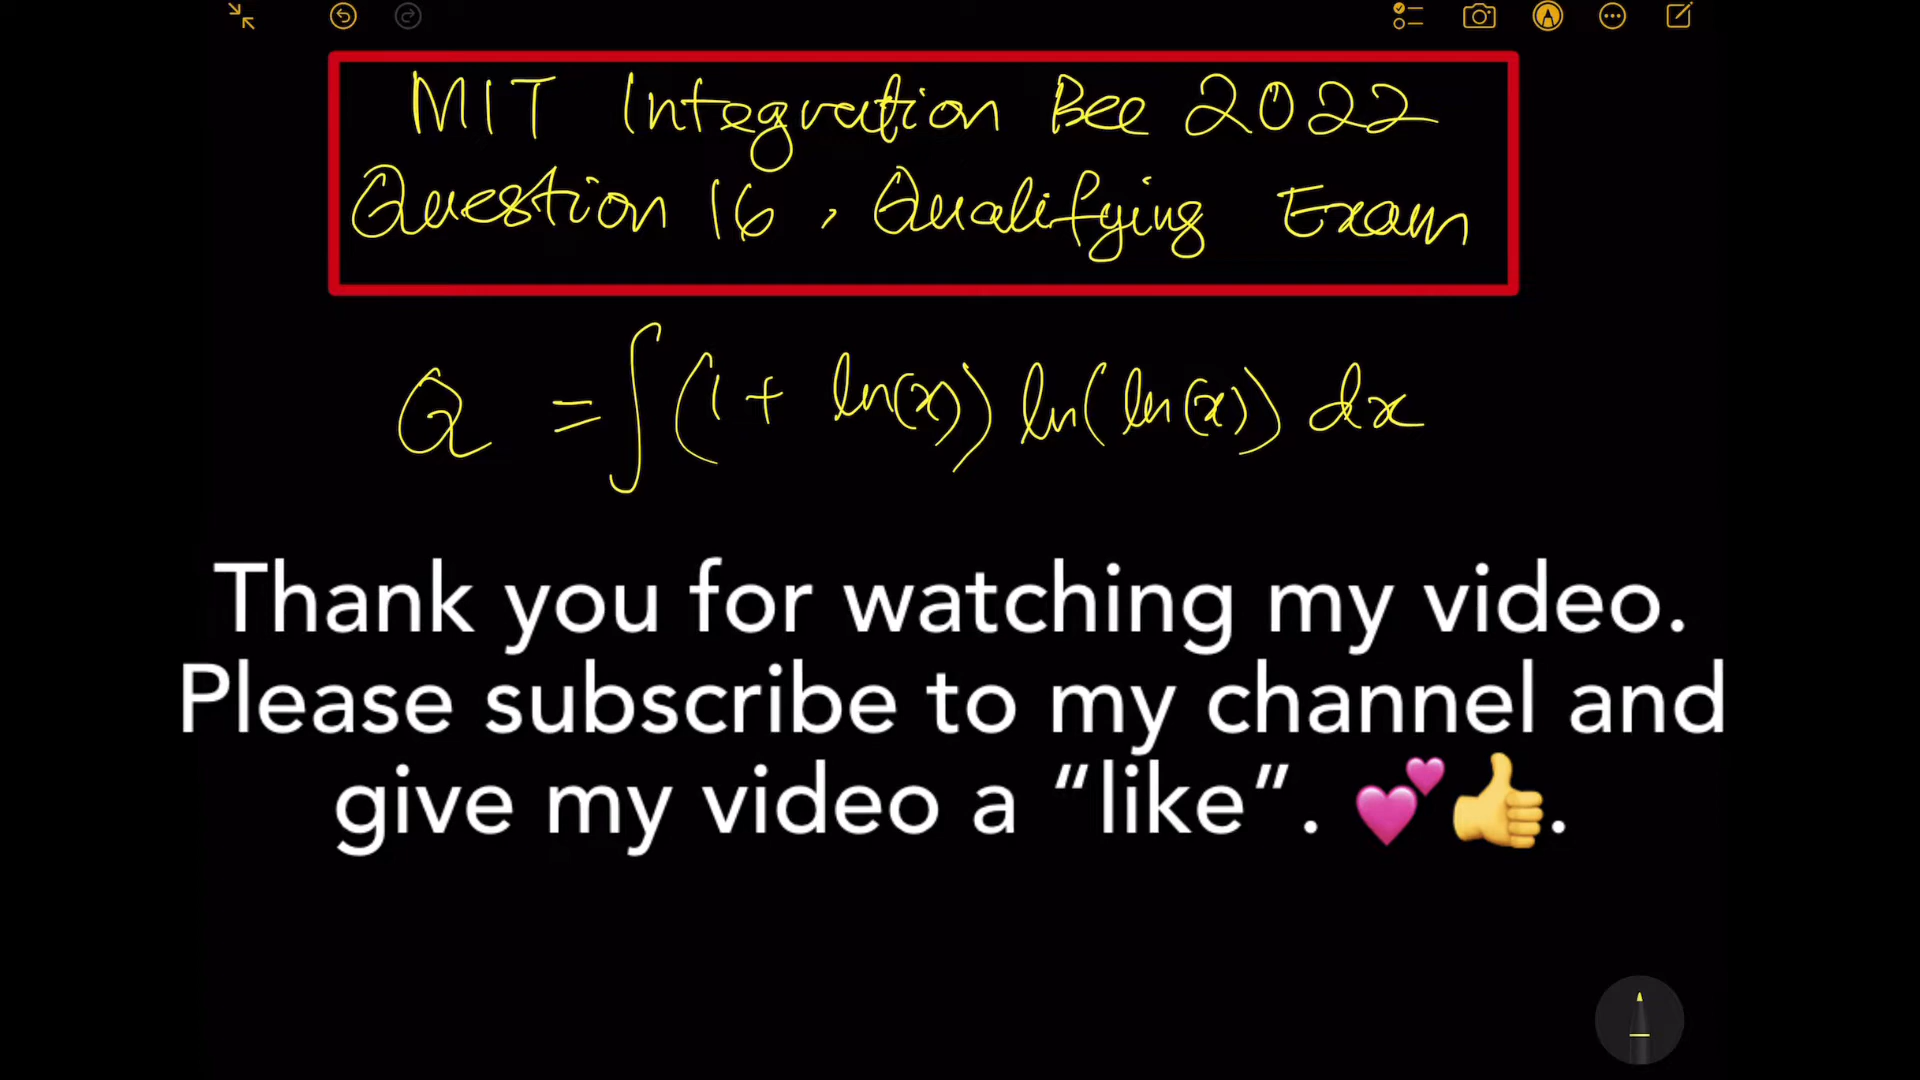 MIT Integration Bee 2022
Question 16, Qualifying Exam
Q = ∫(1 + ln(x)) ln(ln(x)) dx
Thank you for watching my video.
Please subscribe to my channel and
give my video a “like”. 💕👍.